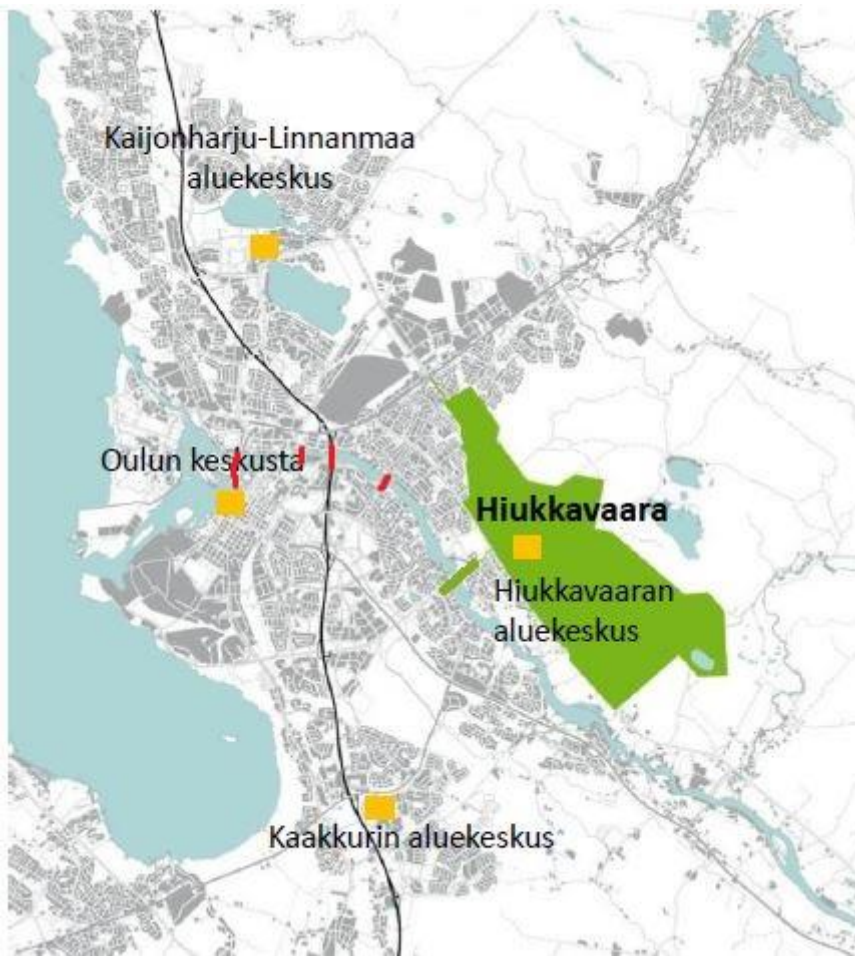 Kaijonharju-Linnanmaa
aluekeskus
Oulun keskusta
Hiukkavaara
Hiukkavaaran
aluekeskus
Kaakkurin aluekeskus